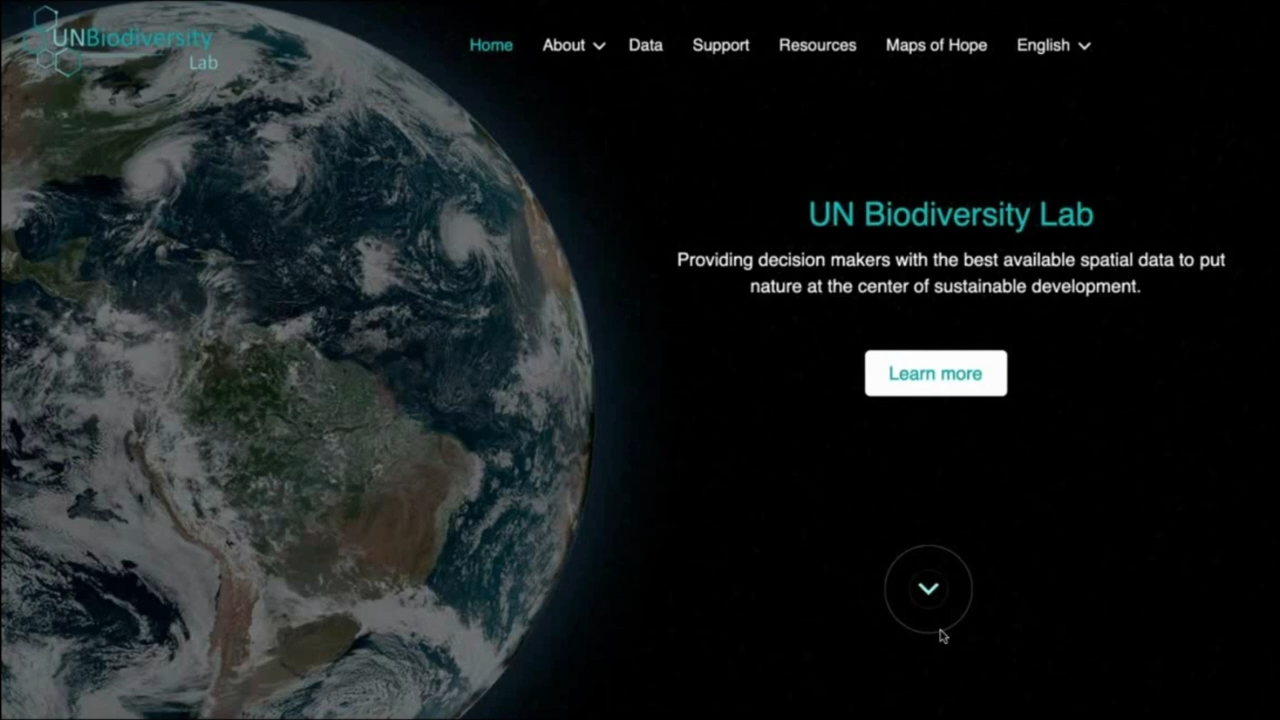 UNBiodiversity
Lab
Home About Data Support Resources Maps of Hope English
UN Biodiversity Lab
Providing decision makers with the best available spatial data to put
nature at the center of sustainable development.
Learn more